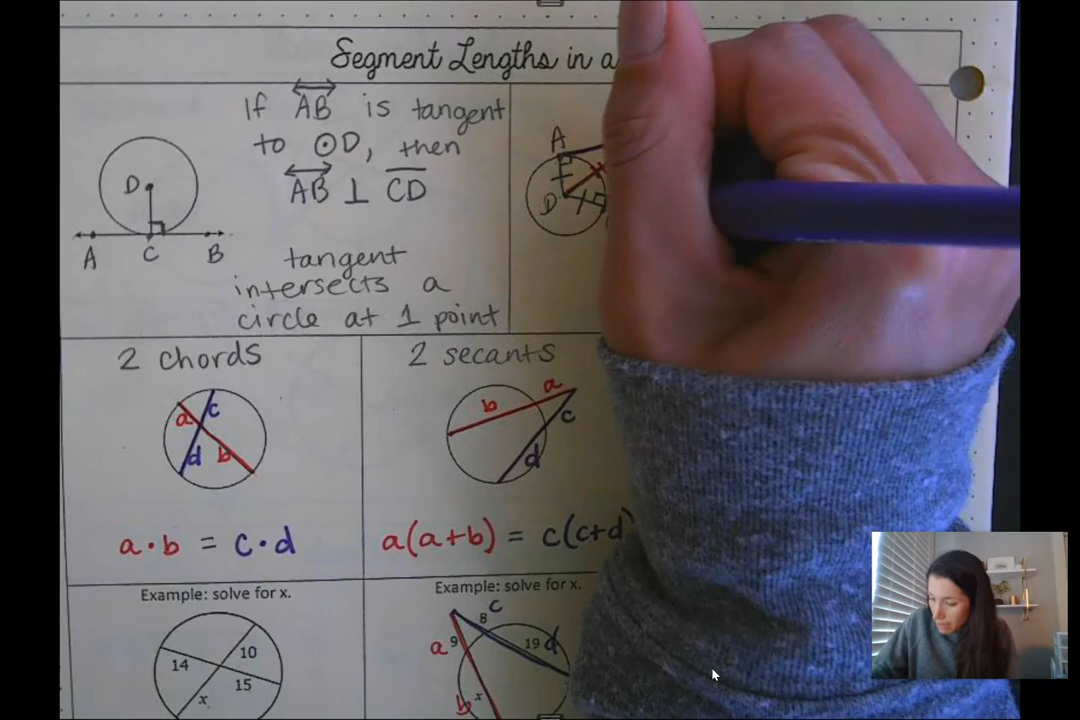 Segment Lengths in a
If AB is tangent
to ⊙D, then
AB ⊥ CD
D
A
C
B
tangent
intersects a
circle at 1 point
A
D
2 chords
a
c
d
b
a·b = c·d
2 secants
a
b
c
d
a(a+b) = c(c+d)
Example: solve for x.
14
10
15
x
Example: solve for x.
8 c
a 9
19 d
b x